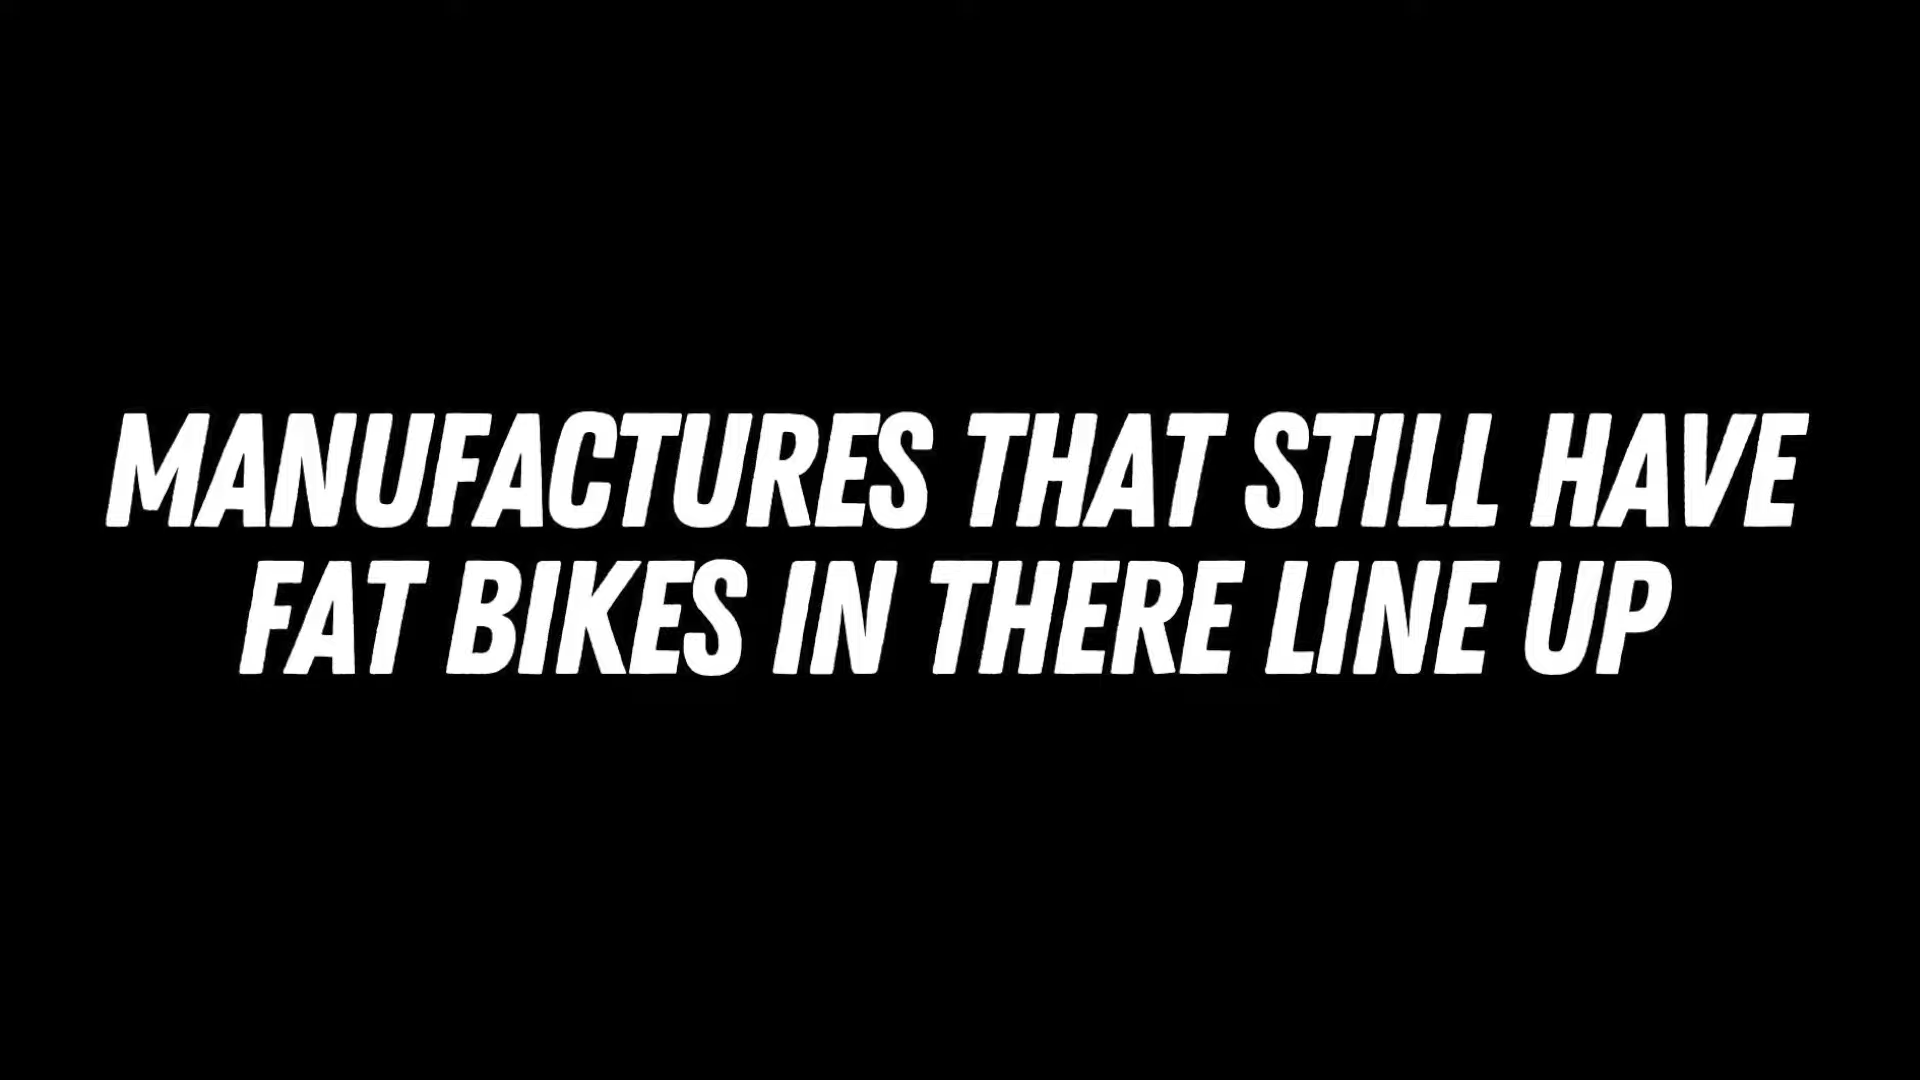 MANUFACTURES THAT STILL HAVE
FAT BIKES IN THERE LINE UP